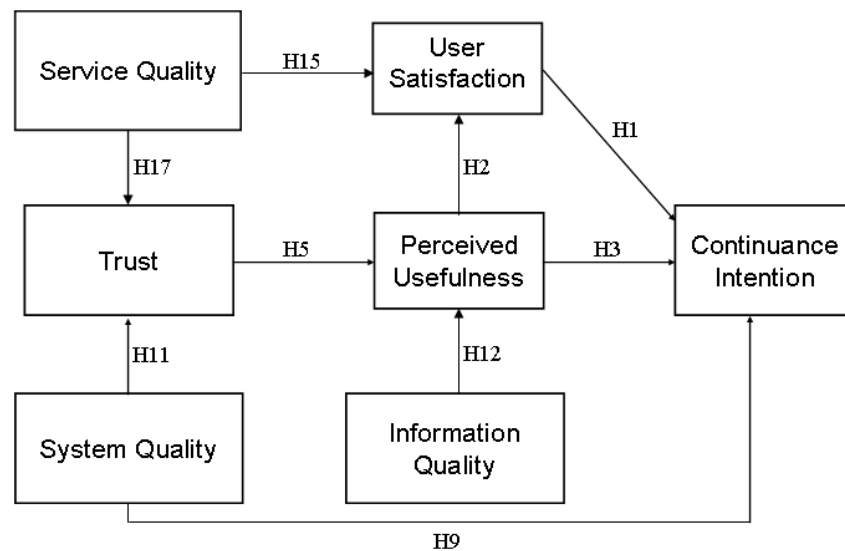 Service Quality
H15
User
Satisfaction
H1
H17
H2
Trust
H5
Perceived
Usefulness
H3
Continuance
Intention
H11
H12
System Quality
Information
Quality
H9